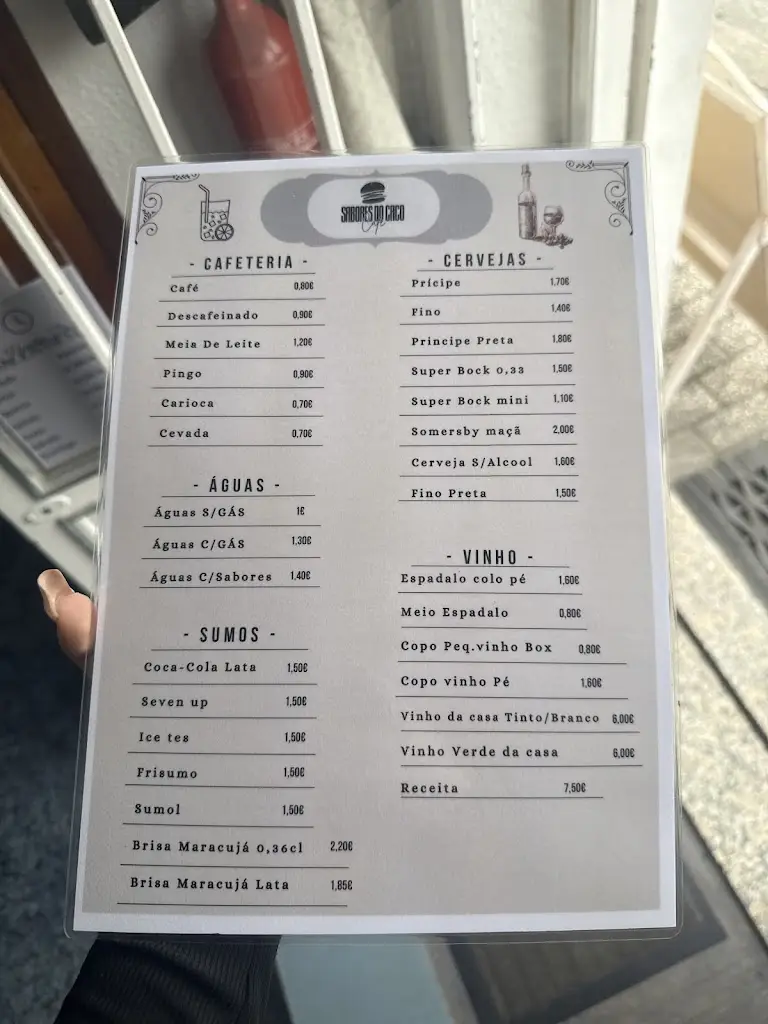 SABORES DO CACO
Café
- CAFETERIA -
Café 0,80€
Descafeinado 0,90€
Meia De Leite 1,20€
Pingo 0,90€
Carioca 0,70€
Cevada 0,70€
- ÁGUAS -
Águas S/GÁS 1€
Águas C/GÁS 1,30€
Águas C/Sabores 1,40€
- SUMOS -
Coca-Cola Lata 1,50€
Seven up 1,50€
Ice tes 1,50€
Frisumo 1,50€
Sumol 1,50€
Brisa Maracujá 0,36cl 2,20€
Brisa Maracujá Lata 1,85€
- CERVEJAS -
Prícipe 1,70€
Fino 1,40€
Principe Preta 1,80€
Super Bock 0,33 1,50€
Super Bock mini 1,10€
Somersby maçã 2,00€
Cerveja S/Alcool 1,60€
Fino Preta 1,50€
- VINHO -
Espadalo colo pé 1,60€
Meio Espadalo 0,80€
Copo Peq.vinho Box 0,80€
Copo vinho Pé 1,60€
Vinho da casa Tinto/Branco 6,00€
Vinho Verde da casa 6,00€
Receita 7,50€